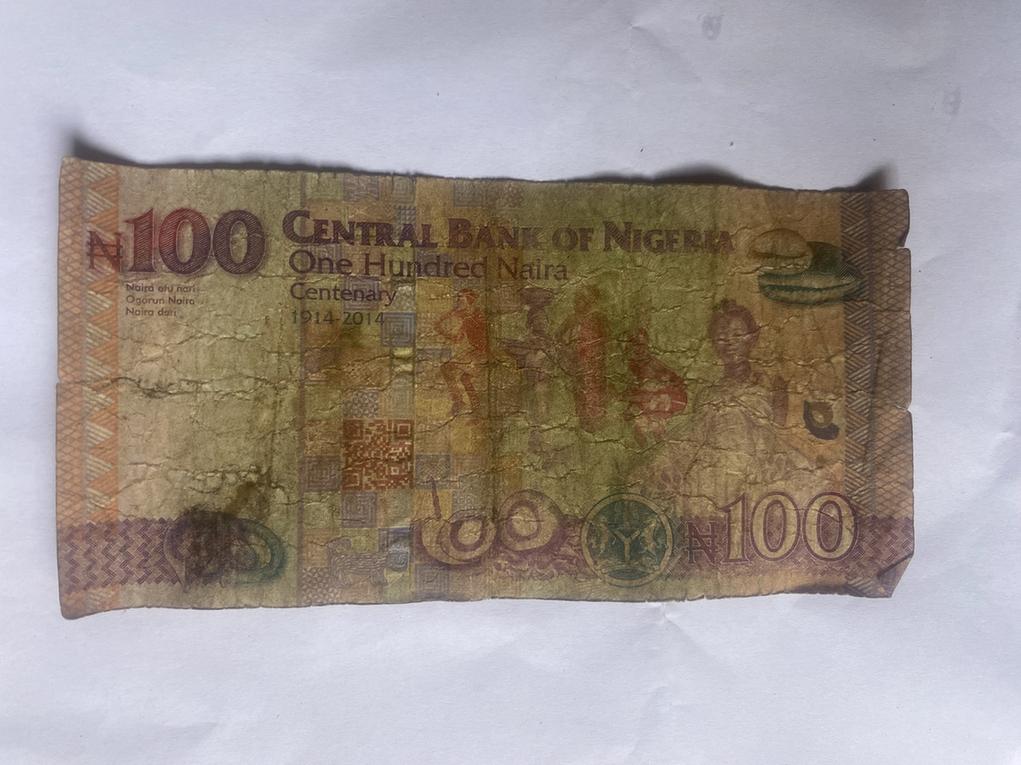 ₦100
CENTRAL BANK OF NIGERIA
One Hundred Naira
Centenary
1914-2014
Naira otu nari
Ogorun Naira
Naira dari
100
₦100